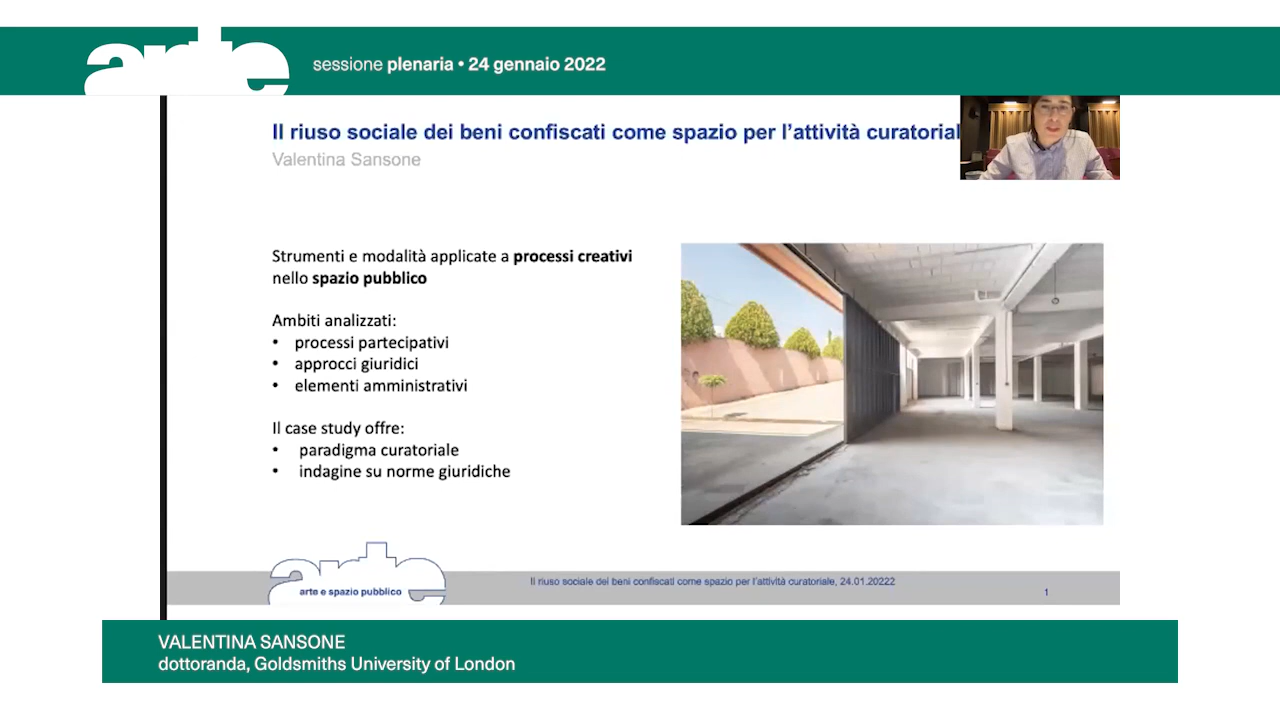 arte
sessione plenaria • 24 gennaio 2022
Il riuso sociale dei beni confiscati come spazio per l'attività curatorial
Valentina Sansone
Strumenti e modalità applicate a processi creativi
nello spazio pubblico
Ambiti analizzati:
• processi partecipativi
• approcci giuridici
• elementi amministrativi
Il case study offre:
• paradigma curatoriale
• indagine su norme giuridiche
arte e spazio pubblico
Il riuso sociale dei beni confiscati come spazio per l'attività curatoriale, 24.01.20222
1
VALENTINA SANSONE
dottoranda, Goldsmiths University of London